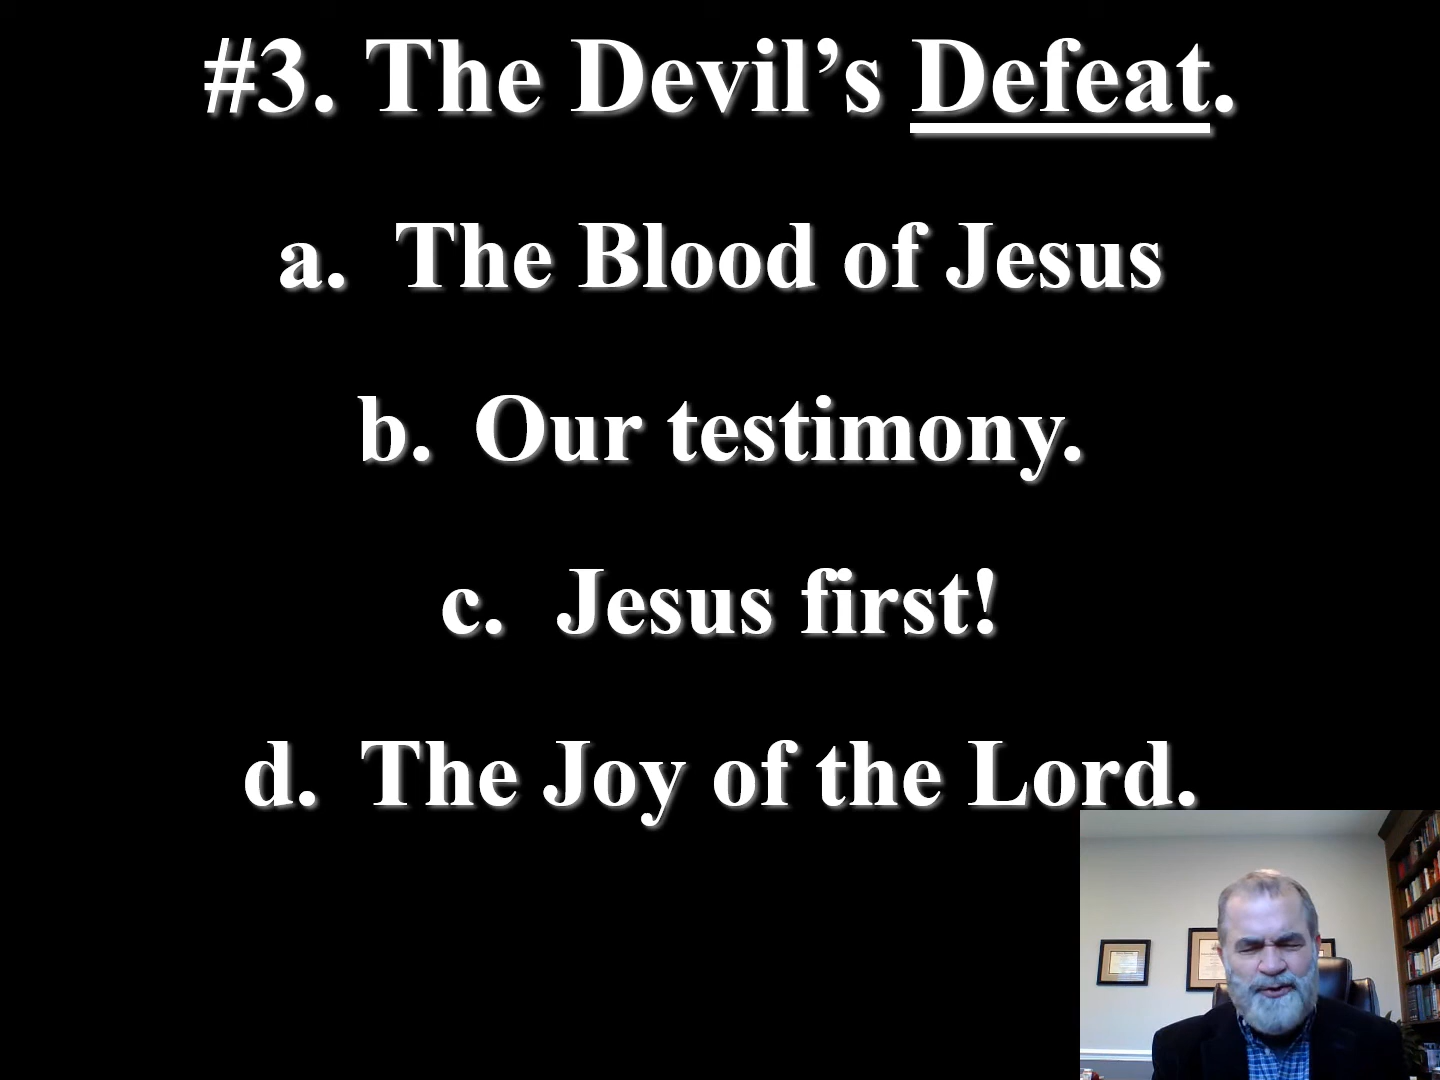 #3. The Devil’s Defeat.
a. The Blood of Jesus
b. Our testimony.
c. Jesus first!
d. The Joy of the Lord.